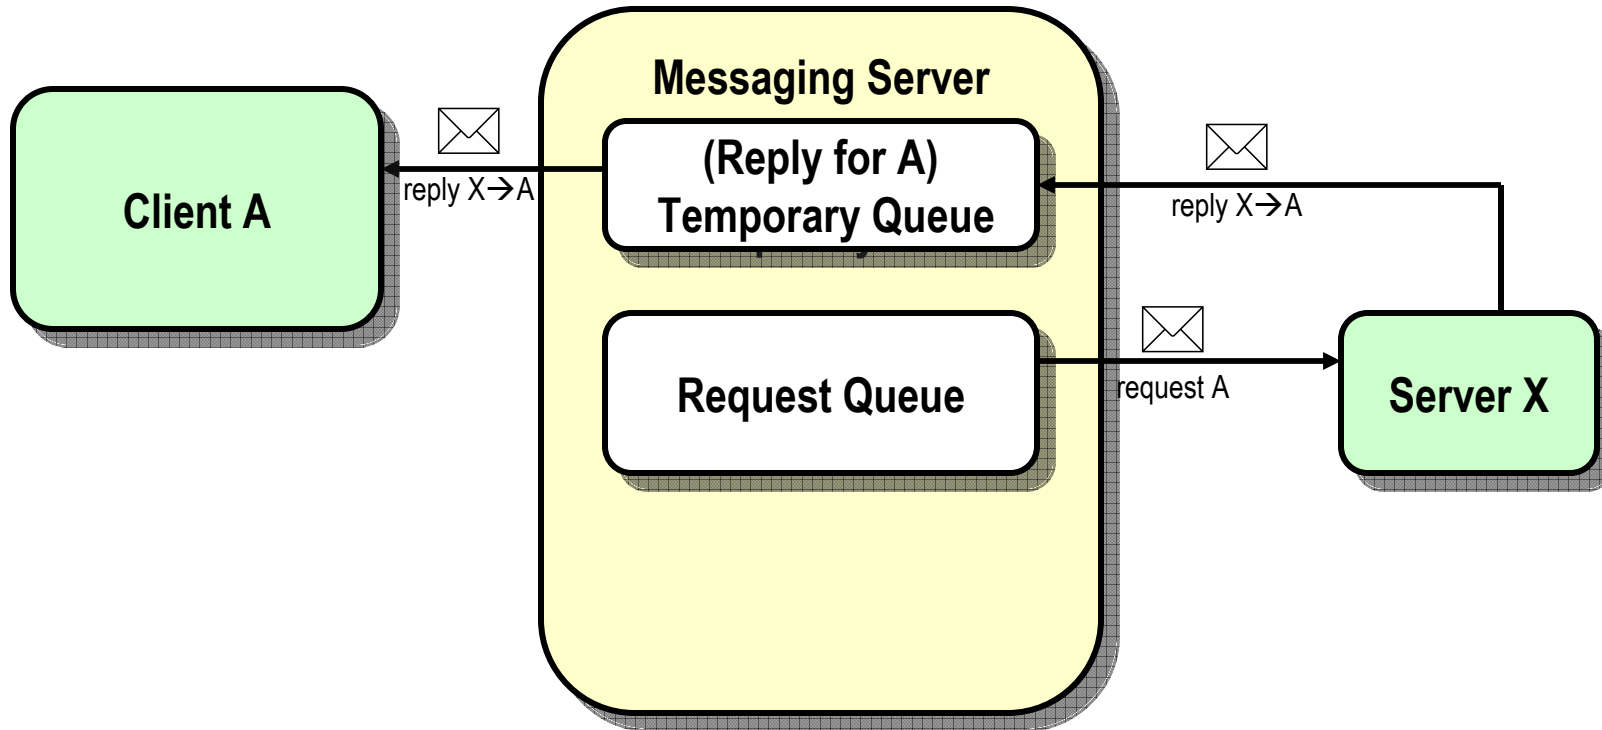 Messaging Server
(Reply for A)
Temporary Queue
Client A
reply X→A
reply X→A
Request Queue
request A
Server X